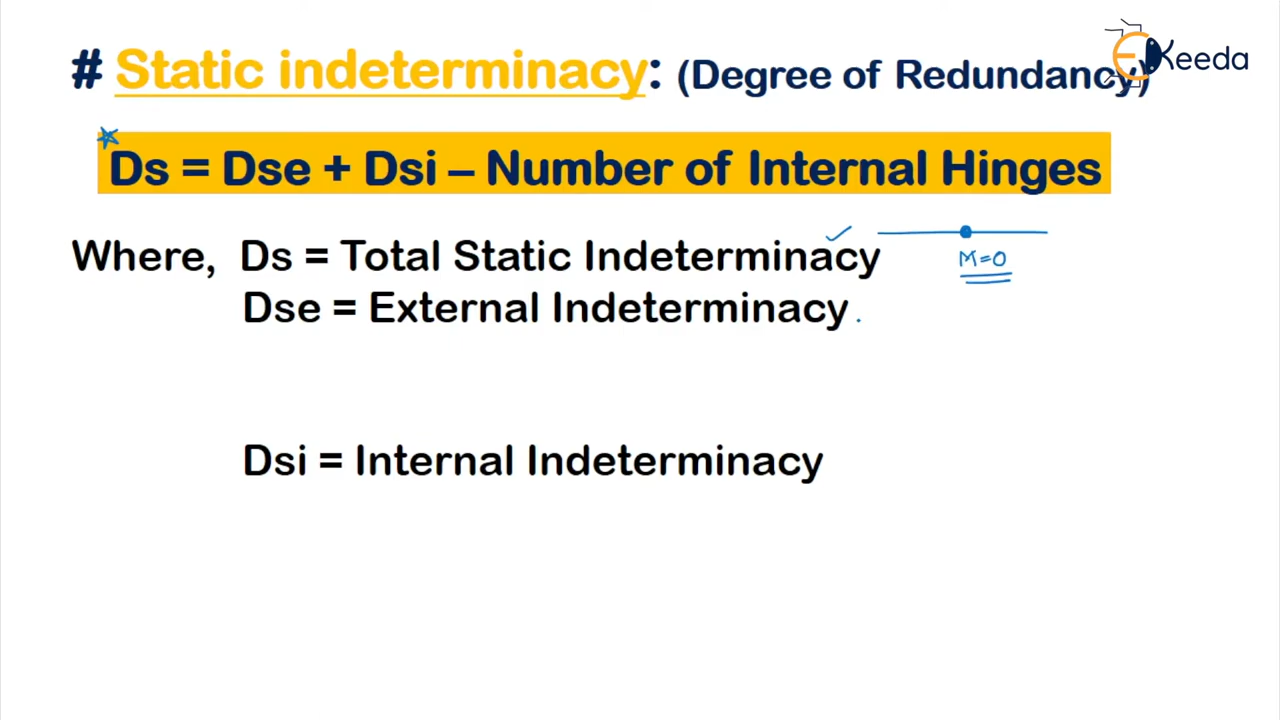 # Static indeterminacy: (Degree of Redundancy)
EKeeda
Ds = Dse + Dsi – Number of Internal Hinges
Where, Ds = Total Static Indeterminacy
M=0
Dse = External Indeterminacy
Dsi = Internal Indeterminacy